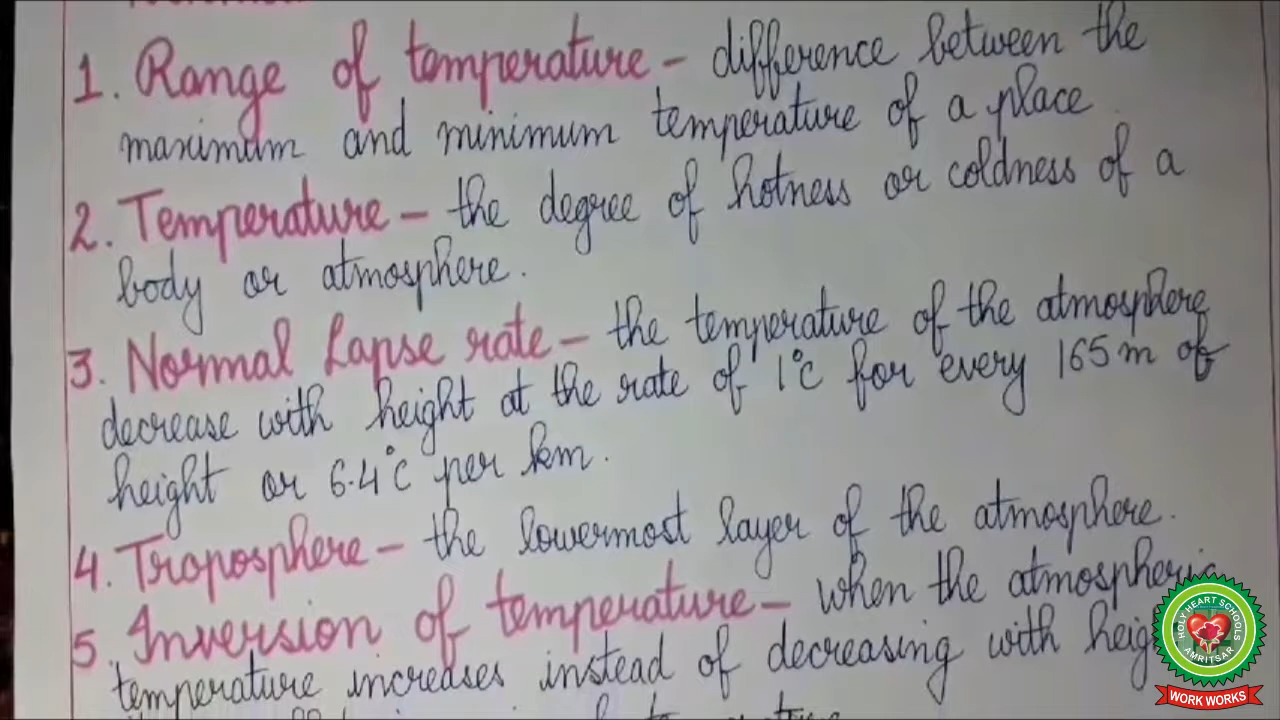 1. Range of temperature - difference between the
maximum and minimum temperature of a place
2. Temperature - the degree of hotness or coldness of a
body or atmosphere.
3. Normal Lapse rate - the temperature of the atmosphere
decrease with height at the rate of 1°c for every 165m of
height or 6.4°c per km.
4. Troposphere - the lowermost layer of the atmosphere.
5. Inversion of temperature - when the atmospheric
temperature increases instead of decreasing with
HOLY HEART SCHOOLS
AMRITSAR
WORK WORKS